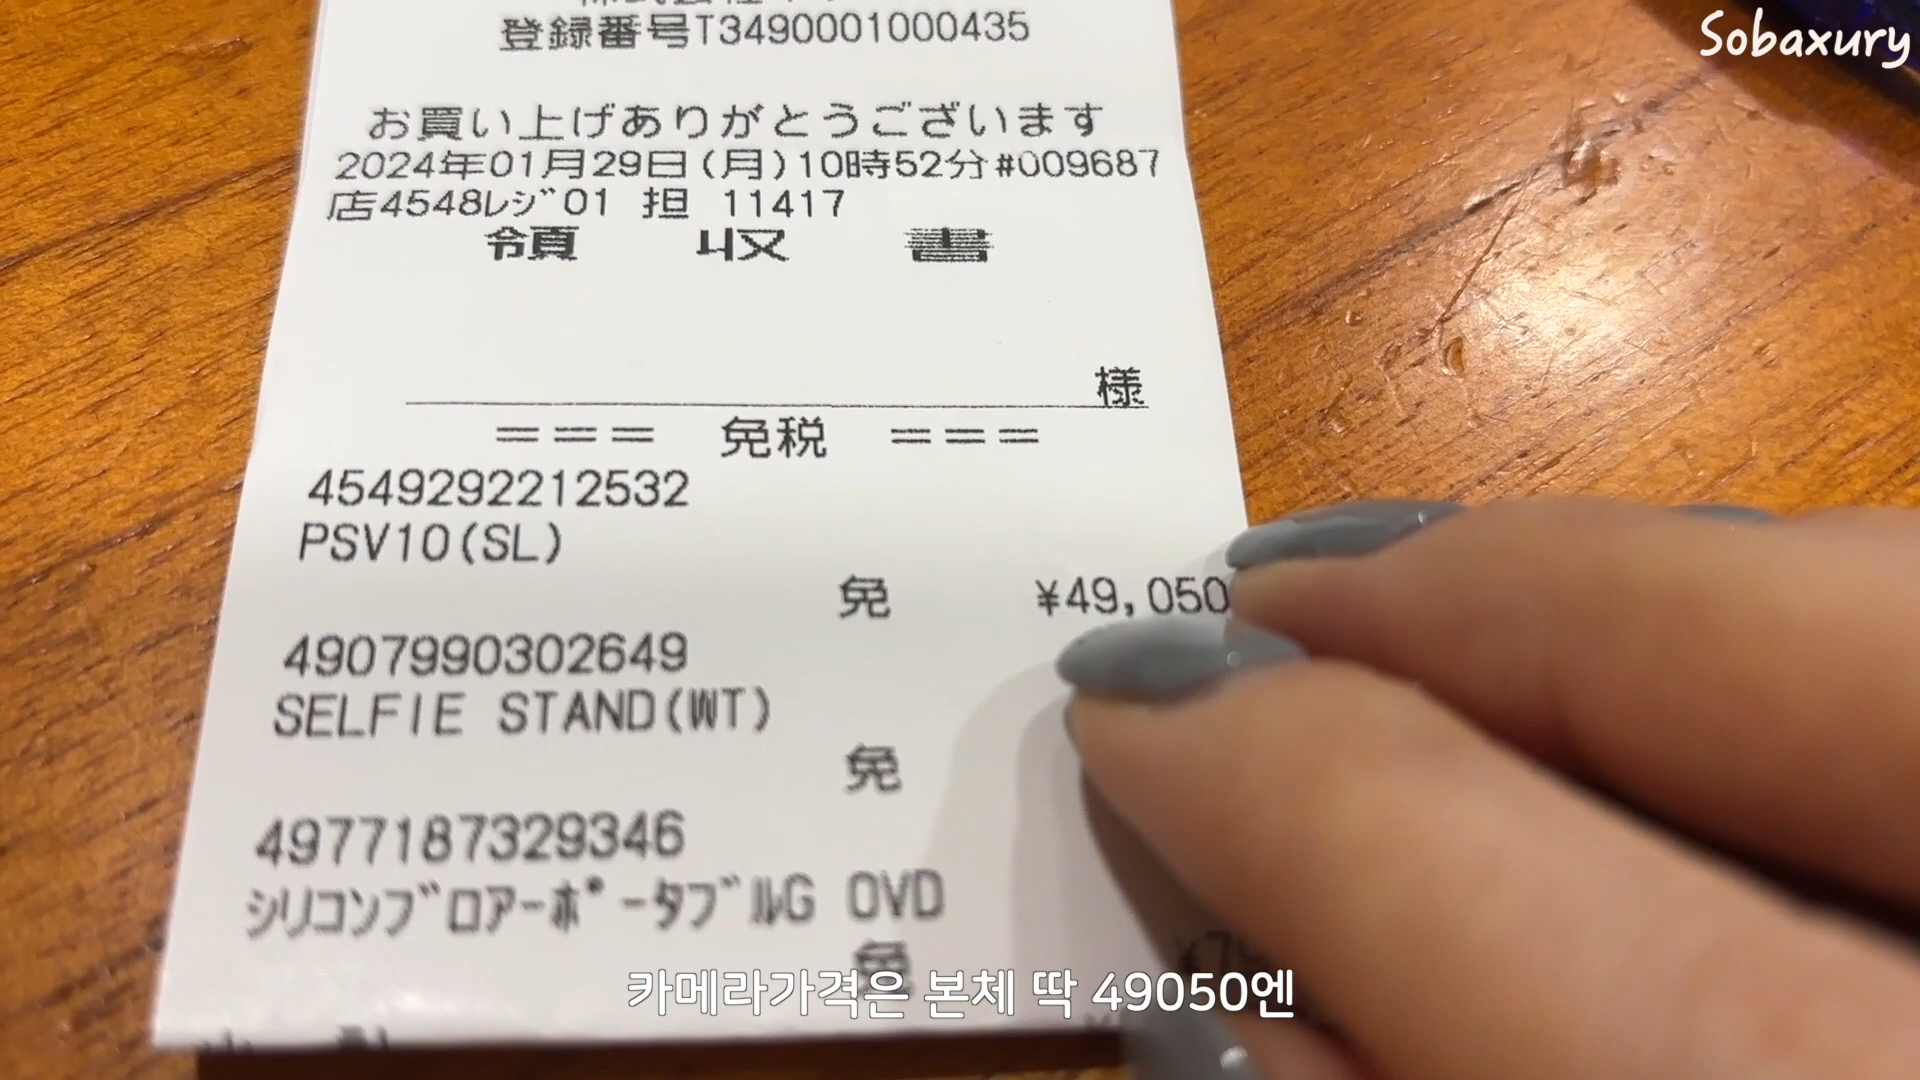 Sobaxury
登録番号T3490001000435
お買い上げありがとうございます
2024年01月29日(月)10時52分#009687
店4548レジ01 担 11417
領 収 書
様
=== 免税 ===
4549292212532
PSV10(SL)
免 ¥49,050
4907990302649
SELFIE STAND(WT)
免
4977187329346
シリコンブロアーポータブルG OVD
免
카메라가격은 본체 딱 49050엔